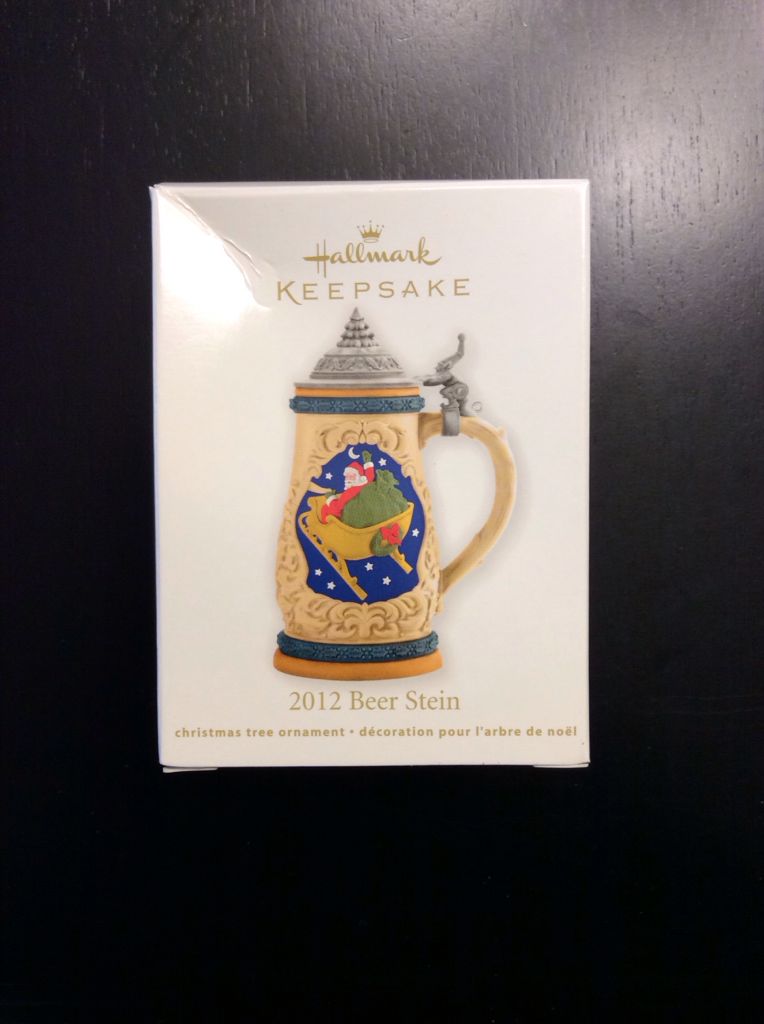 Hallmark
KEEPSAKE
2012 Beer Stein
christmas tree ornament • décoration pour l'arbre de noël